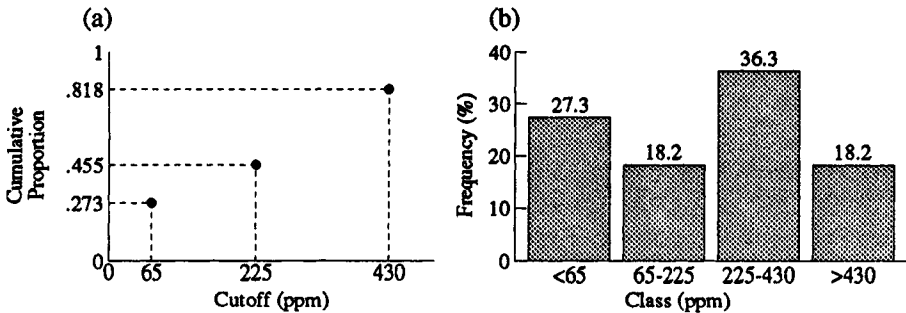 (a)
1
.818
.455
.273
0
Cumulative
Proportion
0 65 225 430
Cutoff (ppm)
(b)
40
30
20
10
0
Frequency (%)
27.3
18.2
36.3
18.2
<65 65-225 225-430 >430
Class (ppm)